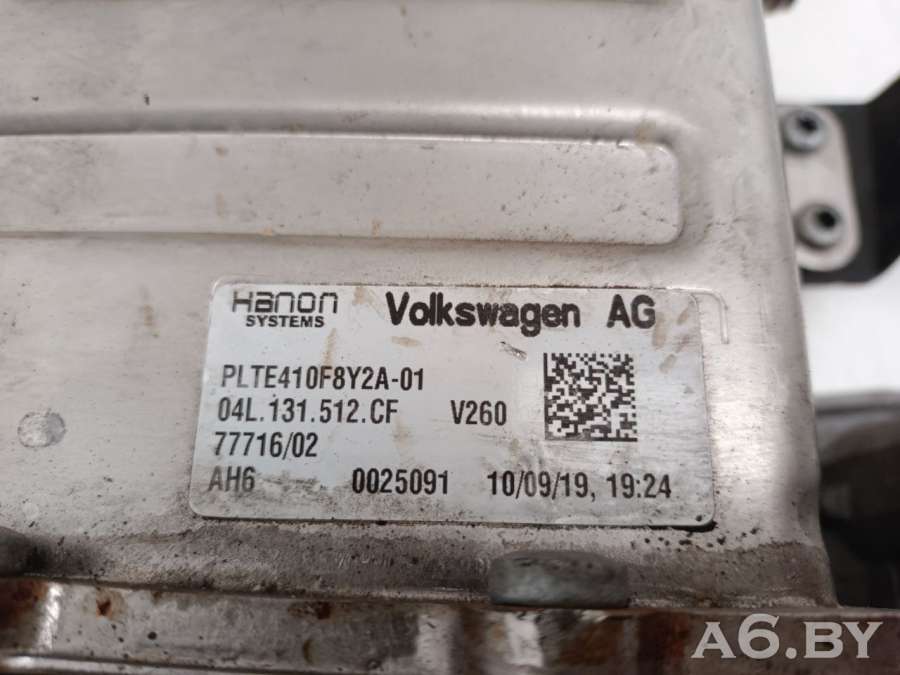 Hanon SYSTEMS Volkswagen AG
PLTE410F8Y2A-01
04L.131.512.CF V260
77716/02
AH6 0025091 10/09/19, 19:24
A6.BY